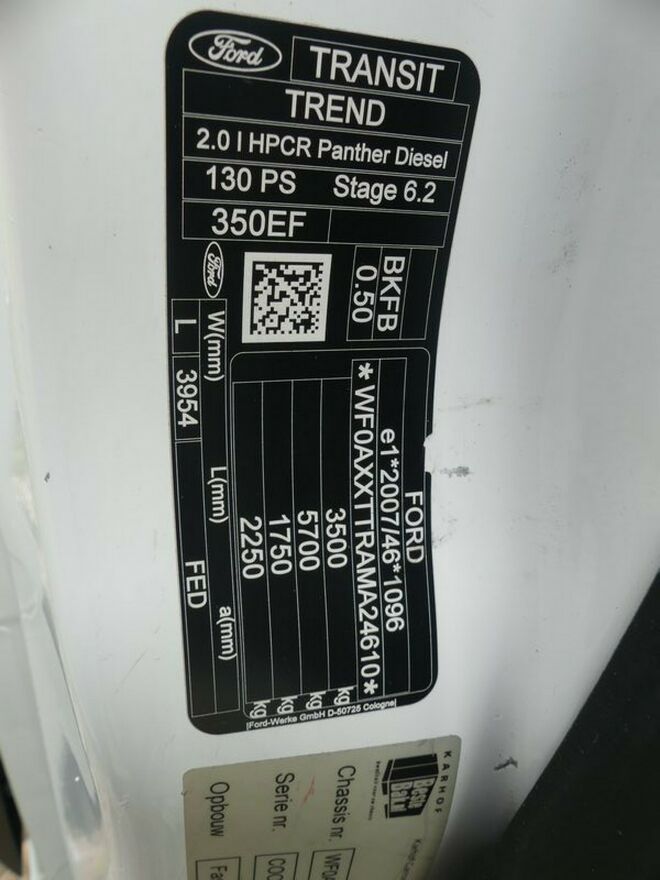 Ford TRANSIT
TREND
2.0 l HPCR Panther Diesel
130 PS Stage 6.2
350EF
Ford
BKFB
0.50
FORD
e1*2007/46*1096
*WF0AXXTTRAMA24610*
3500 kg
5700 kg
1750 kg
2250 kg
W(mm) L(mm) a(mm)
L 3954 FED
Ford-Werke GmbH D-50725 Cologne
KARHOF
Chassis nr.
Serie nr.
Opbouw